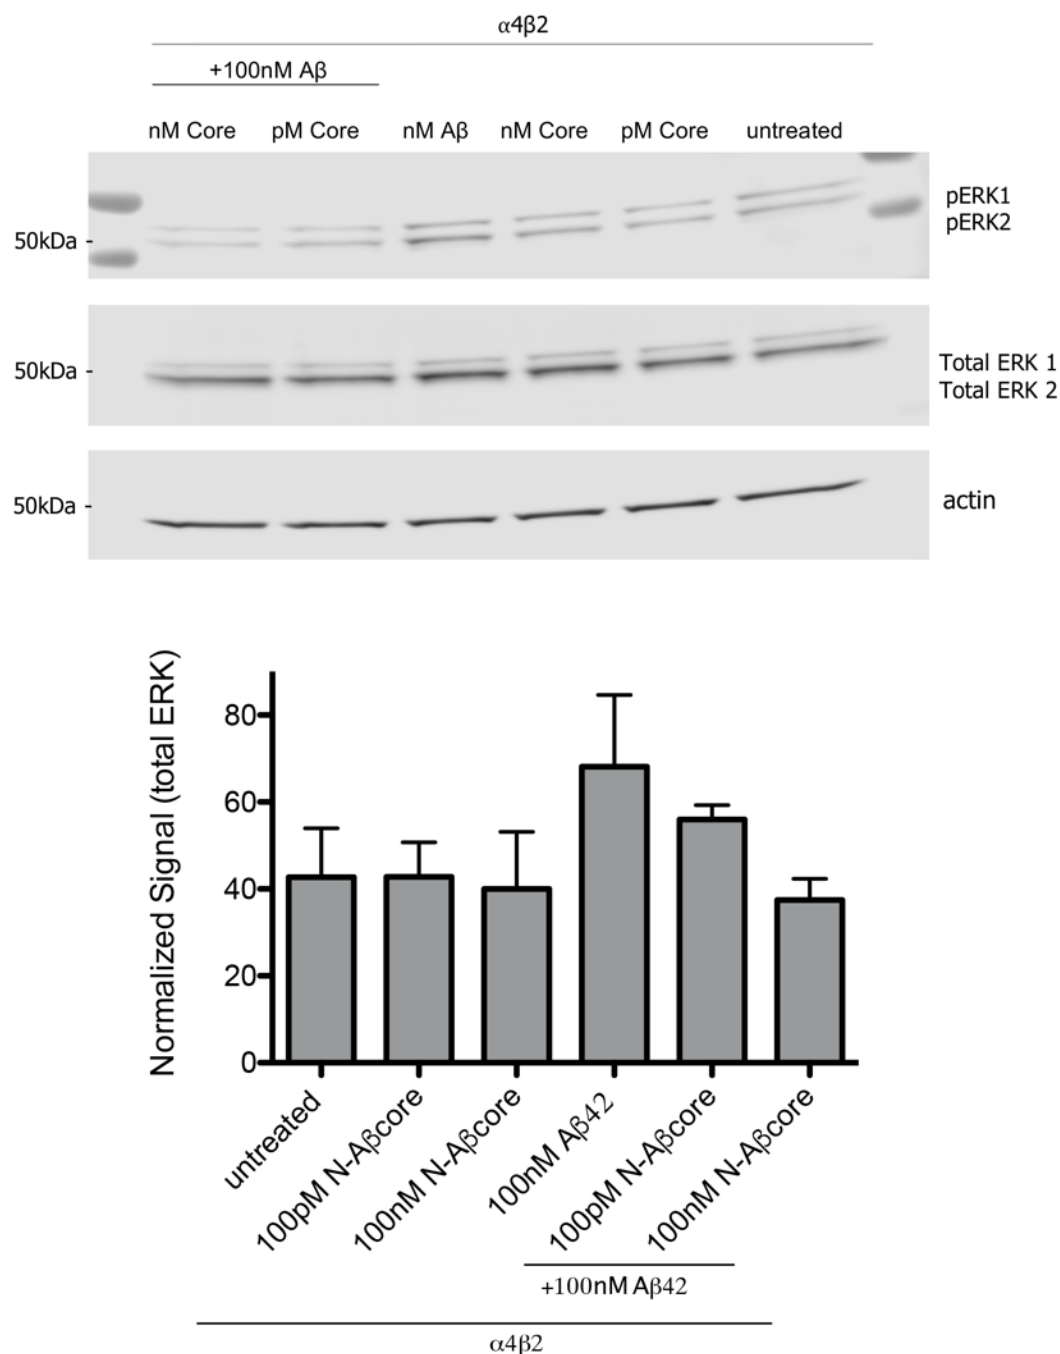 α4β2
+100nM Aβ
nM Core pM Core nM Aβ nM Core pM Core untreated
pERK1
pERK2
50kDa -
50kDa -
Total ERK 1
Total ERK 2
50kDa -
actin
Normalized Signal (total ERK)
80
60
40
20
0
untreated
100pM N-Aβcore
100nM N-Aβcore
100nM Aβ42
100pM N-Aβcore
100nM N-Aβcore
+100nM Aβ42
α4β2